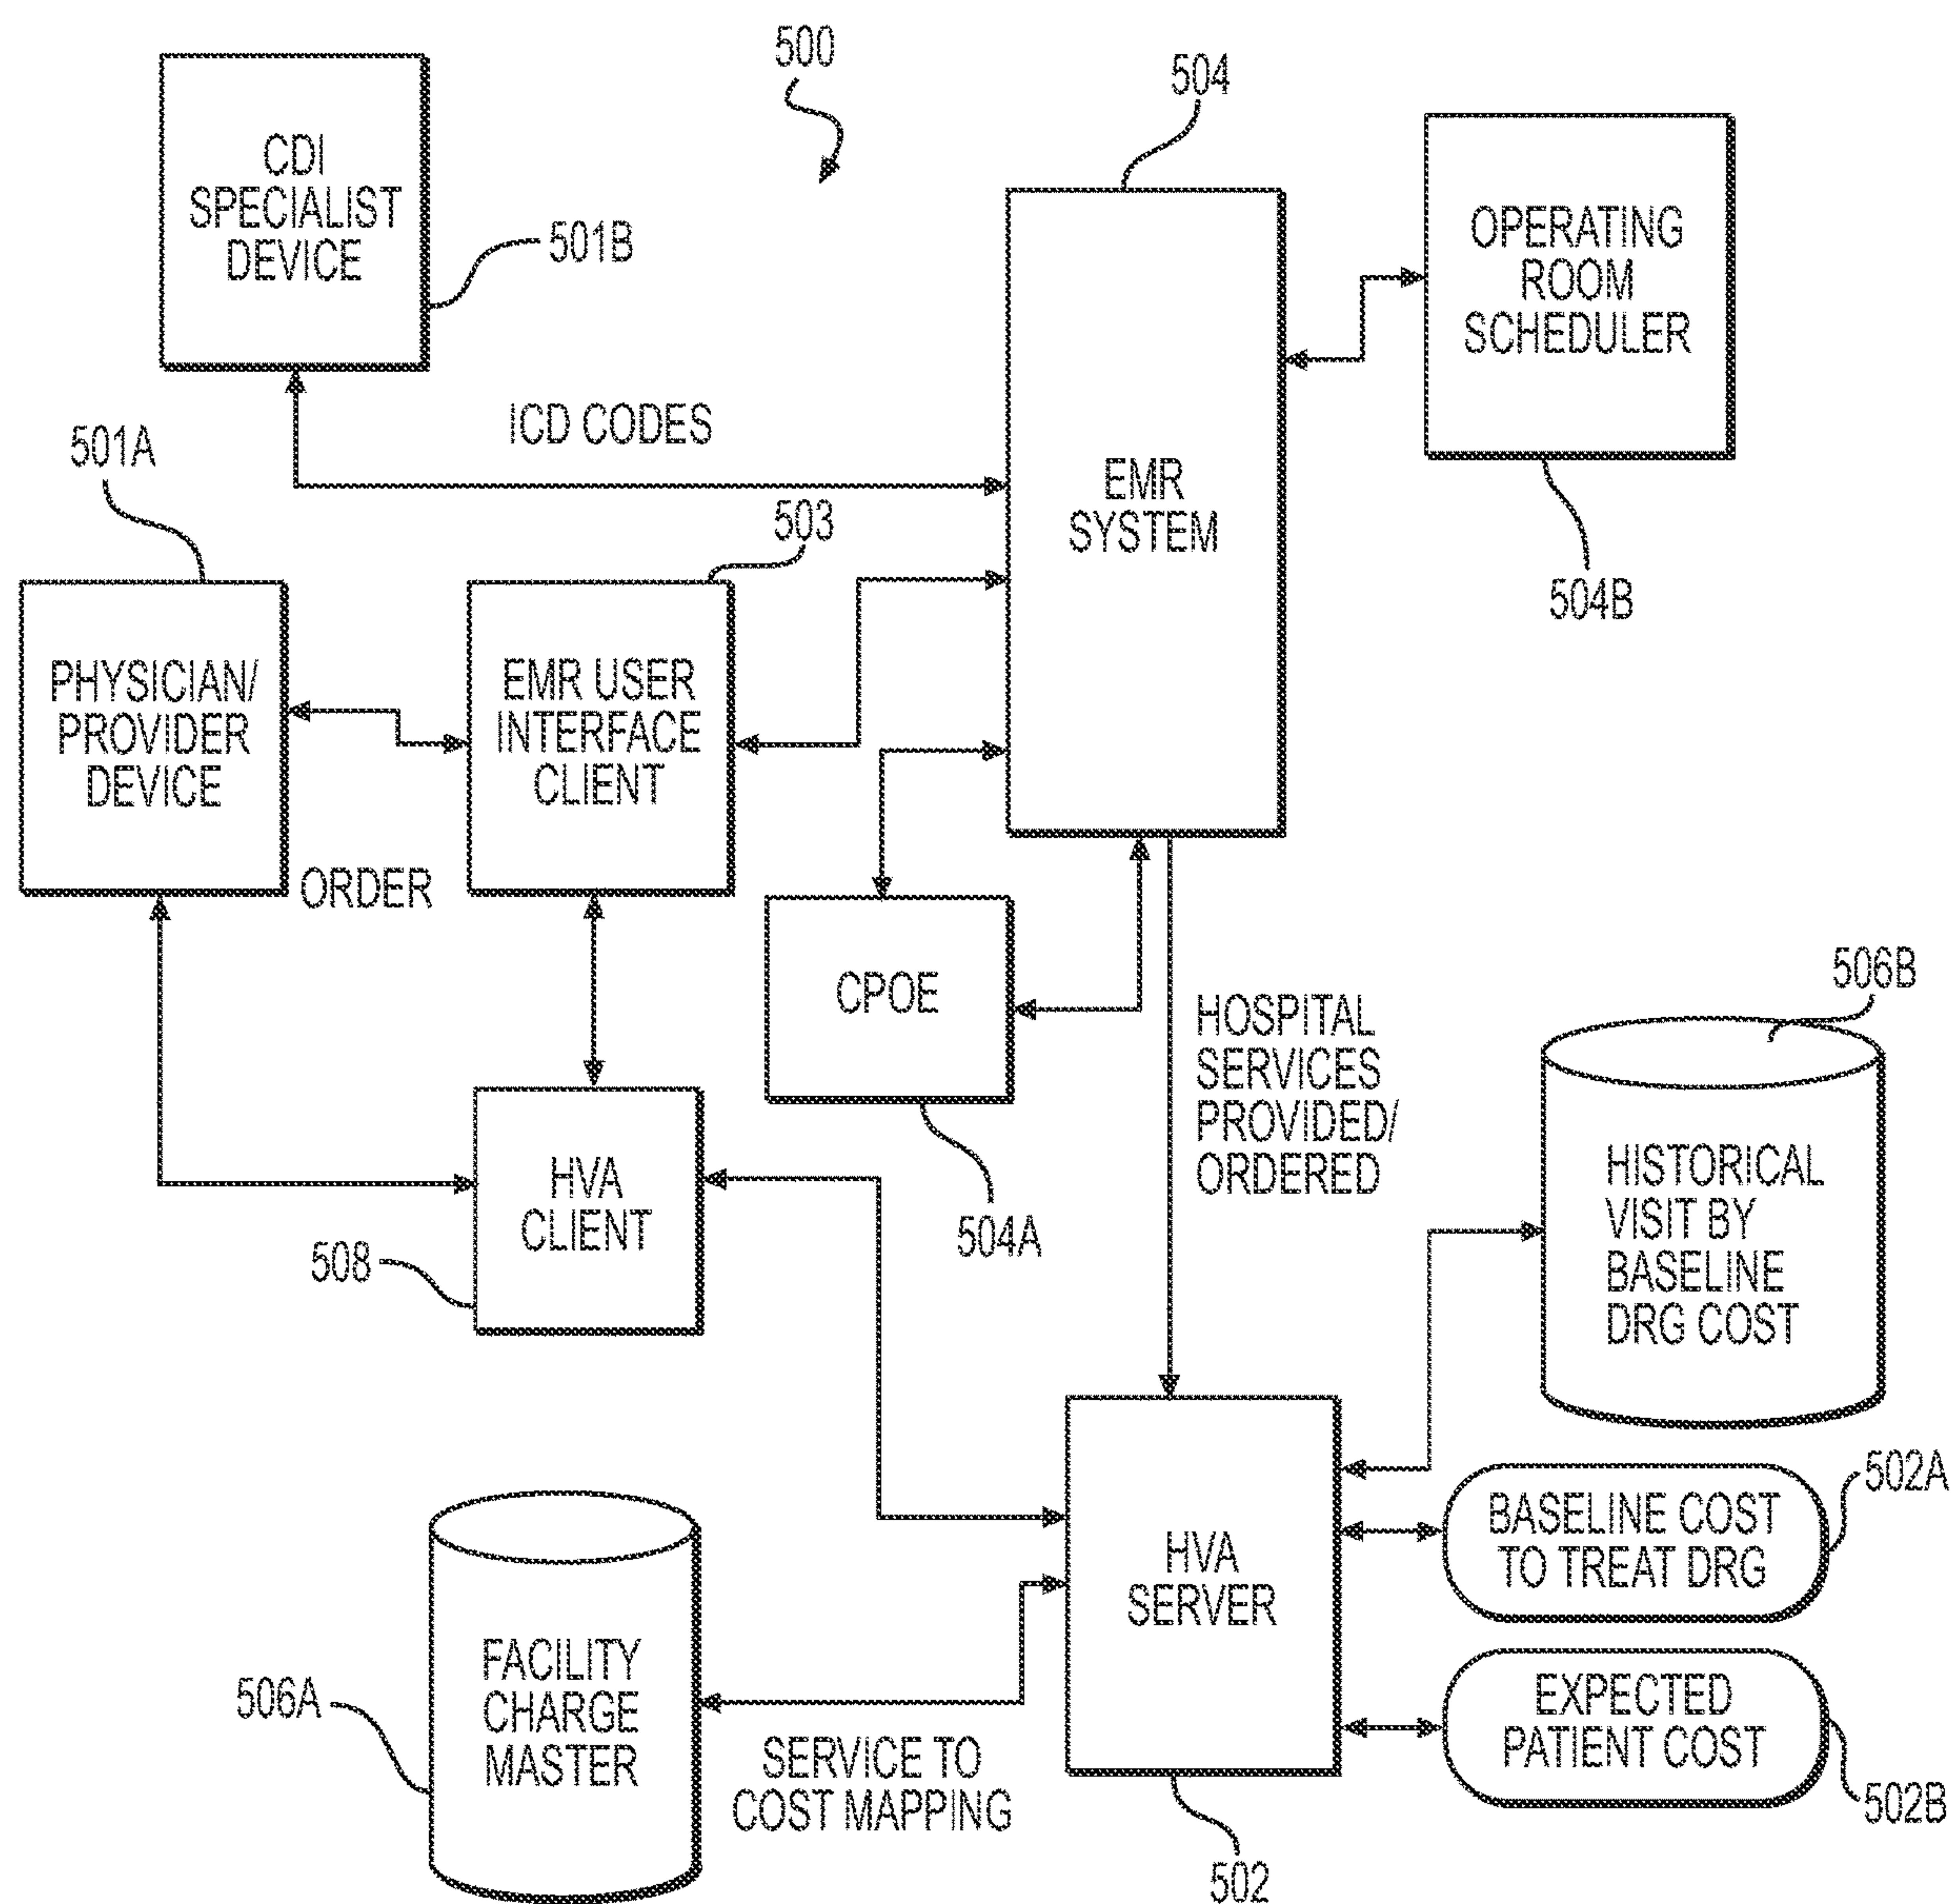 500
504
CDI
SPECIALIST
DEVICE
501B
OPERATING
ROOM
SCHEDULER
504B
ICD CODES
EMR
SYSTEM
501A
503
PHYSICIAN/
PROVIDER
DEVICE
EMR USER
INTERFACE
CLIENT
ORDER
CPOE
504A
HOSPITAL
SERVICES
PROVIDED/
ORDERED
506B
HISTORICAL
VISIT BY
BASELINE
DRG COST
HVA
CLIENT
508
502A
BASELINE COST
TO TREAT DRG
HVA
SERVER
EXPECTED
PATIENT COST
502B
506A
FACILITY
CHARGE
MASTER
SERVICE TO
COST MAPPING
502